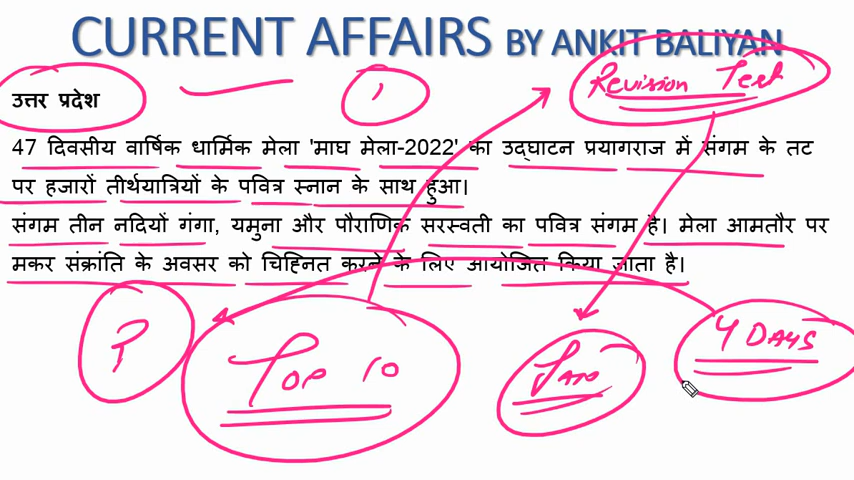 CURRENT AFFAIRS BY ANKIT BALIYAN
Revision Test
उत्तर प्रदेश
1
47 दिवसीय वार्षिक धार्मिक मेला 'माघ मेला-2022' का उद्घाटन प्रयागराज में संगम के तट
पर हजारों तीर्थयात्रियों के पवित्र स्नान के साथ हुआ।
संगम तीन नदियों गंगा, यमुना और पौराणिक सरस्वती का पवित्र संगम है। मेला आमतौर पर
मकर संक्रांति के अवसर को चिह्नित करने के लिए आयोजित किया जाता है।
4 DAYS
TOP 10